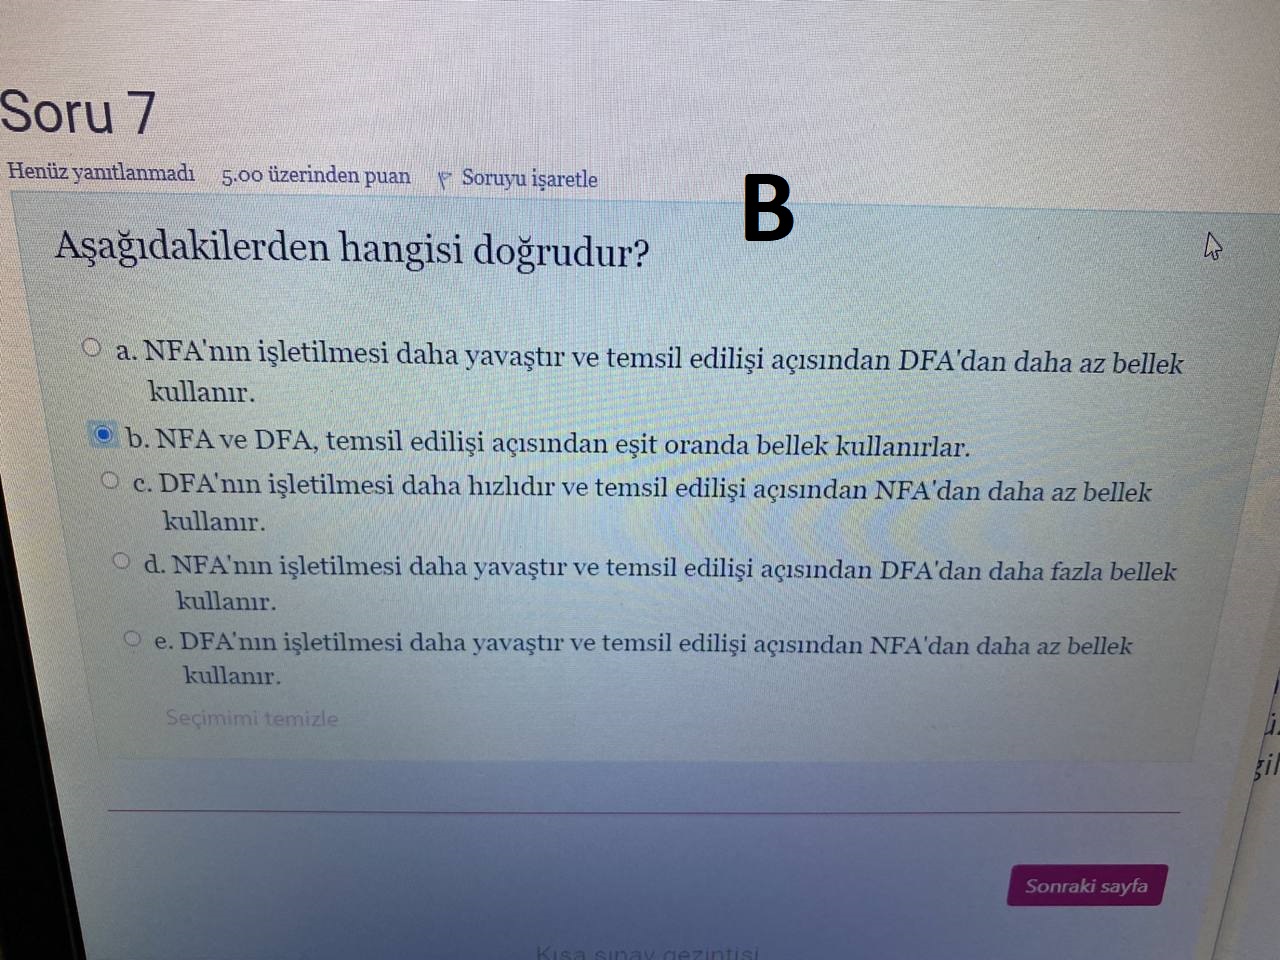 Soru 7
Henüz yanıtlanmadı 5.00 üzerinden puan Soruyu işaretle
B
Aşağıdakilerden hangisi doğrudur?
a. NFA'nın işletilmesi daha yavaştır ve temsil edilişi açısından DFA'dan daha az bellek
kullanır.
b. NFA ve DFA, temsil edilişi açısından eşit oranda bellek kullanırlar.
c. DFA'nın işletilmesi daha hızlıdır ve temsil edilişi açısından NFA'dan daha az bellek
kullanır.
d. NFA'nın işletilmesi daha yavaştır ve temsil edilişi açısından DFA'dan daha fazla bellek
kullanır.
e. DFA'nın işletilmesi daha yavaştır ve temsil edilişi açısından NFA'dan daha az bellek
kullanır.
Seçimimi temizle
Sonraki sayfa
Kısa sınav gezintisi